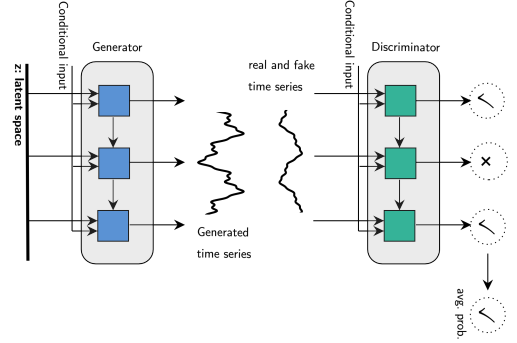 Conditional input
Generator
z: latent space
real and fake
time series
Generated
time series
Conditional input
Discriminator
avg. prob.